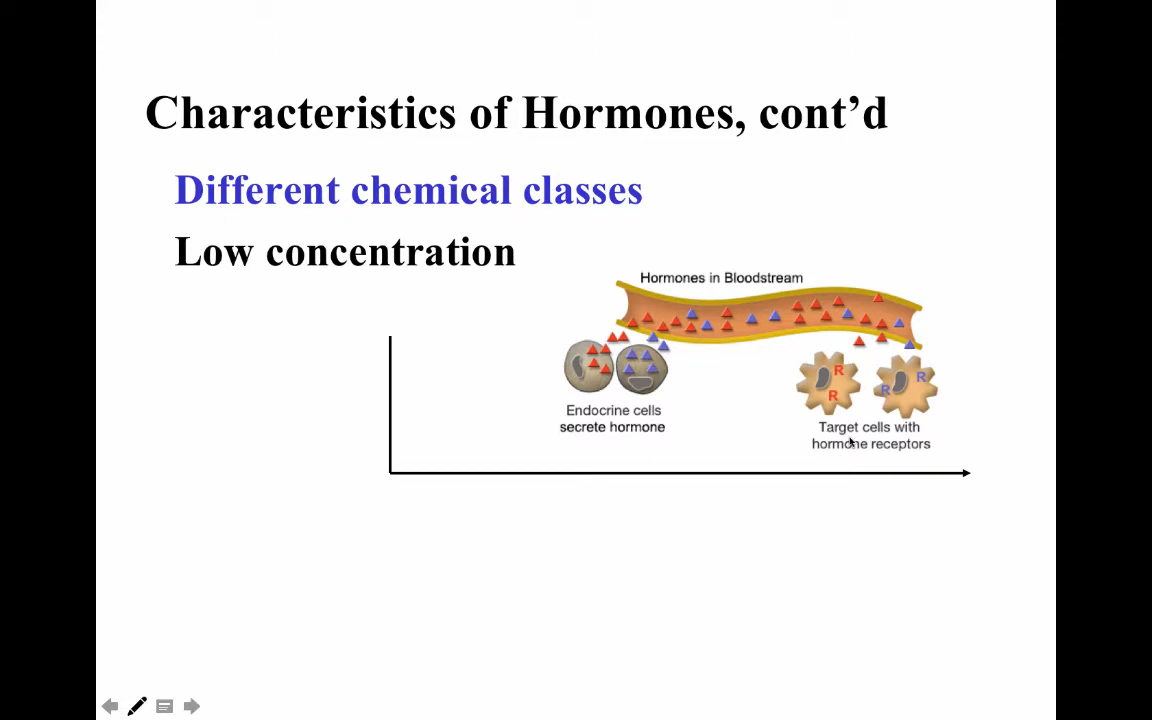 Characteristics of Hormones, cont’d
Different chemical classes
Low concentration
Hormones in Bloodstream
R
R
R
R
Endocrine cells
secrete hormone
Target cells with
hormone receptors